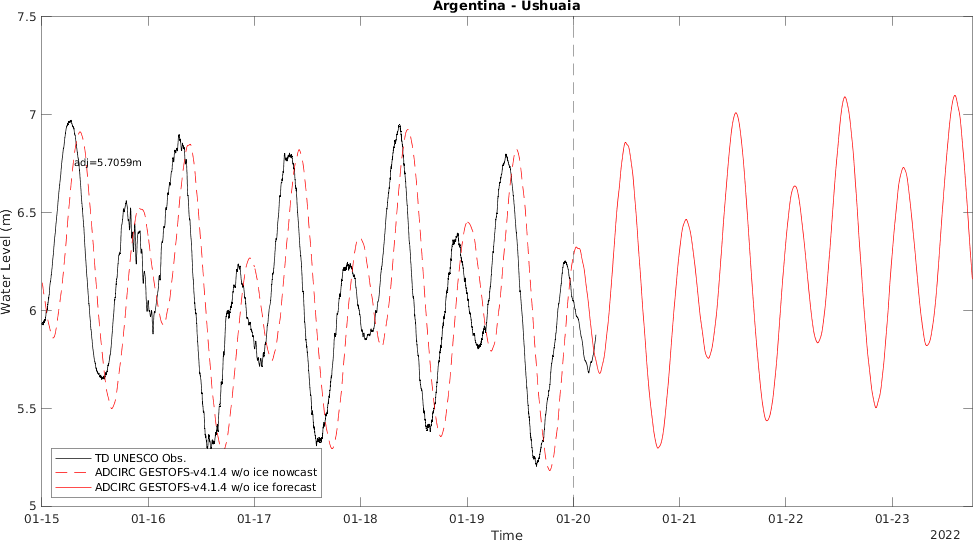 Argentina - Ushuaia
Water Level (m)
7.5
7
6.5
6
5.5
5
adj=5.7059m
TD UNESCO Obs.
ADCIRC GESTOFS-v4.1.4 w/o ice nowcast
ADCIRC GESTOFS-v4.1.4 w/o ice forecast
01-15 01-16 01-17 01-18 01-19 01-20 01-21 01-22 01-23
Time
2022